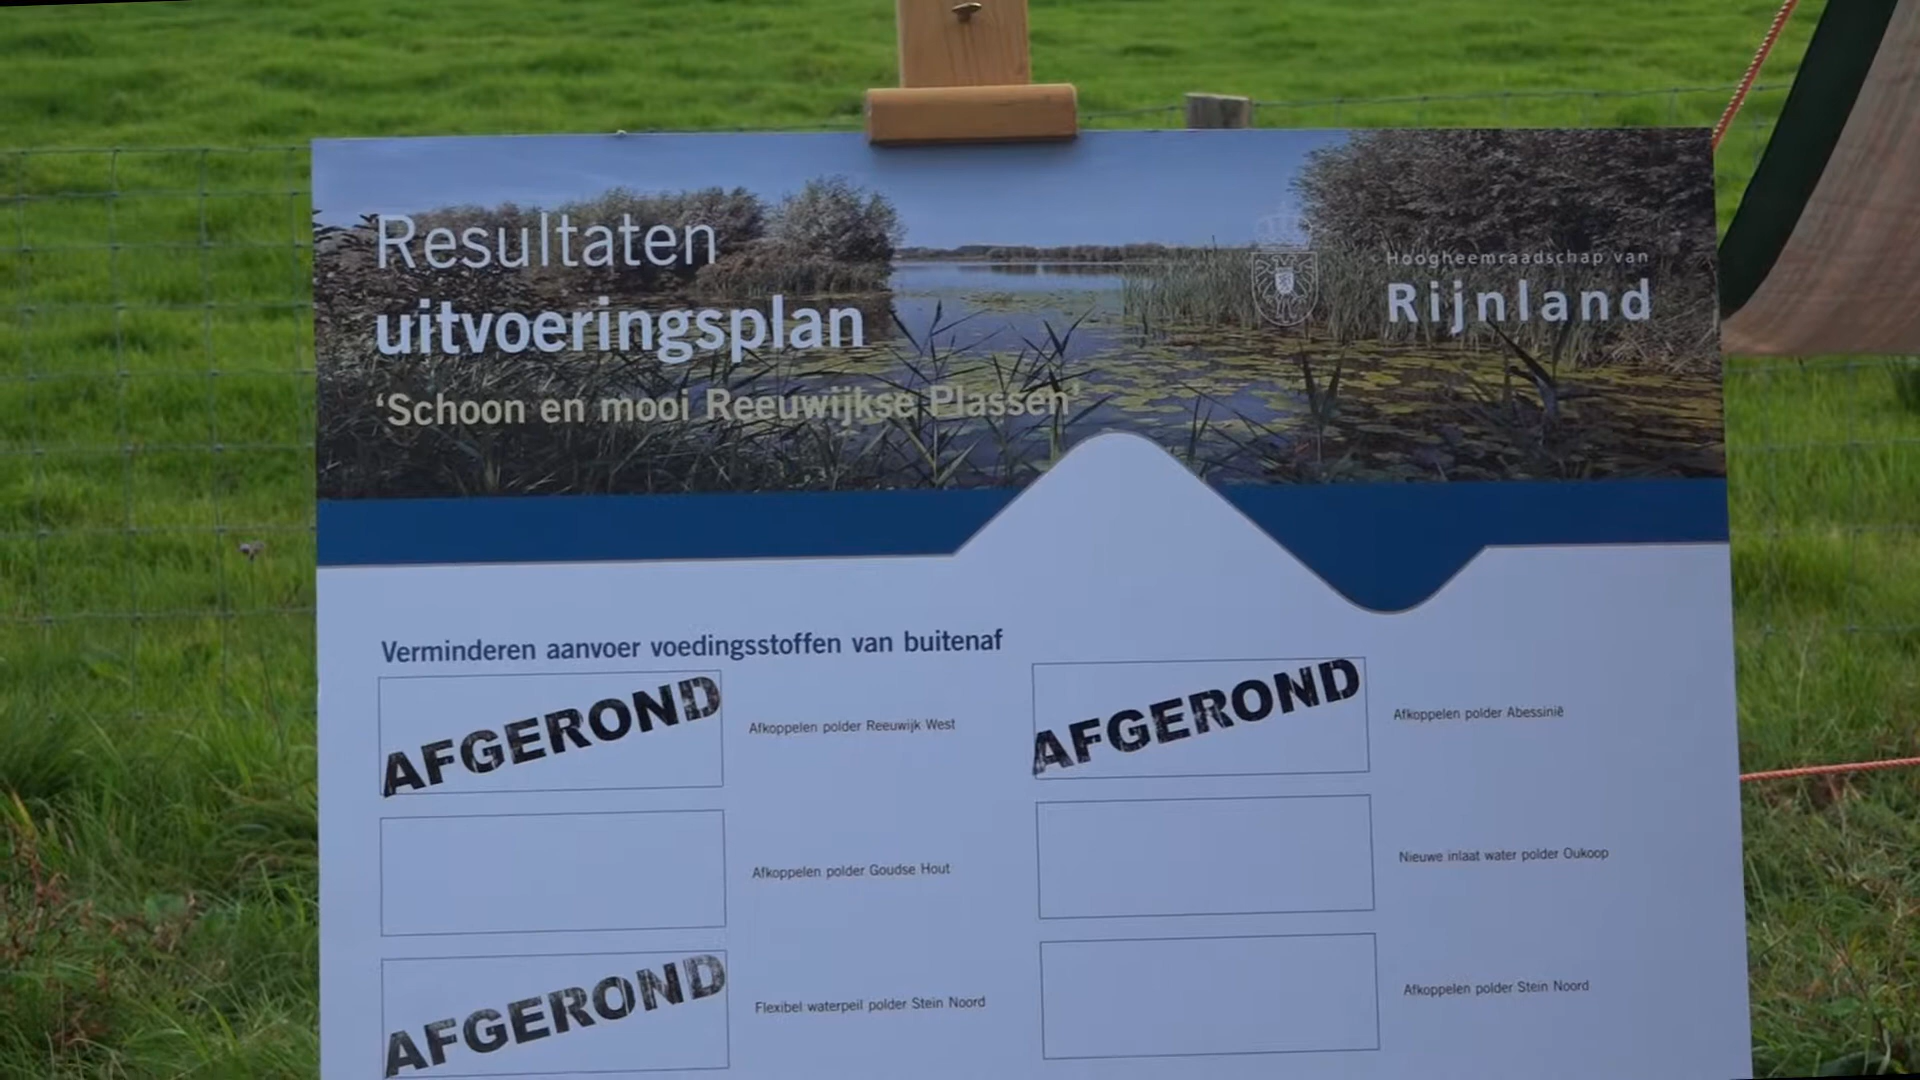 Resultaten
uitvoeringsplan
‘Schoon en mooi Reeuwijkse Plassen’
Hoogheemraadschap van
Rijnland
Verminderen aanvoer voedingsstoffen van buitenaf
AFGEROND
Afkoppelen polder Reeuwijk West
AFGEROND
Afkoppelen polder Abessinië
Afkoppelen polder Goudse Hout
Nieuwe inlaat water polder Oukoop
AFGEROND
Flexibel waterpeil polder Stein Noord
Afkoppelen polder Stein Noord